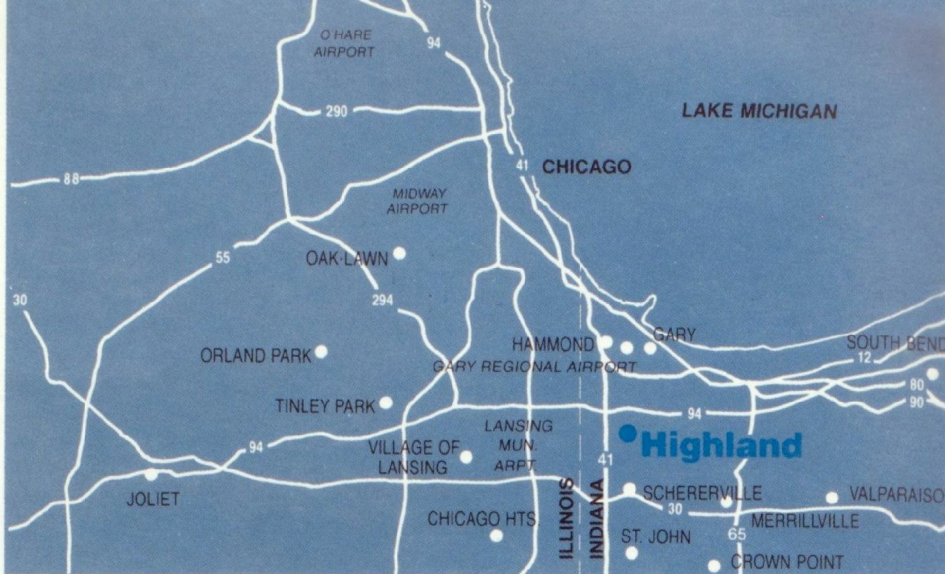 O HARE
AIRPORT
94
290
LAKE MICHIGAN
41
CHICAGO
88
MIDWAY
AIRPORT
OAK-LAWN
55
294
30
HAMMOND
GARY
SOUTH BEND
ORLAND PARK
12
GARY REGIONAL AIRPORT
80
90
TINLEY PARK
94
LANSING
MUN.
ARPT.
94
VILLAGE OF
LANSING
Highland
41
JOLIET
ILLINOIS
INDIANA
SCHERERVILLE
VALPARAISO
30
CHICAGO HTS.
MERRILLVILLE
65
ST. JOHN
CROWN POINT